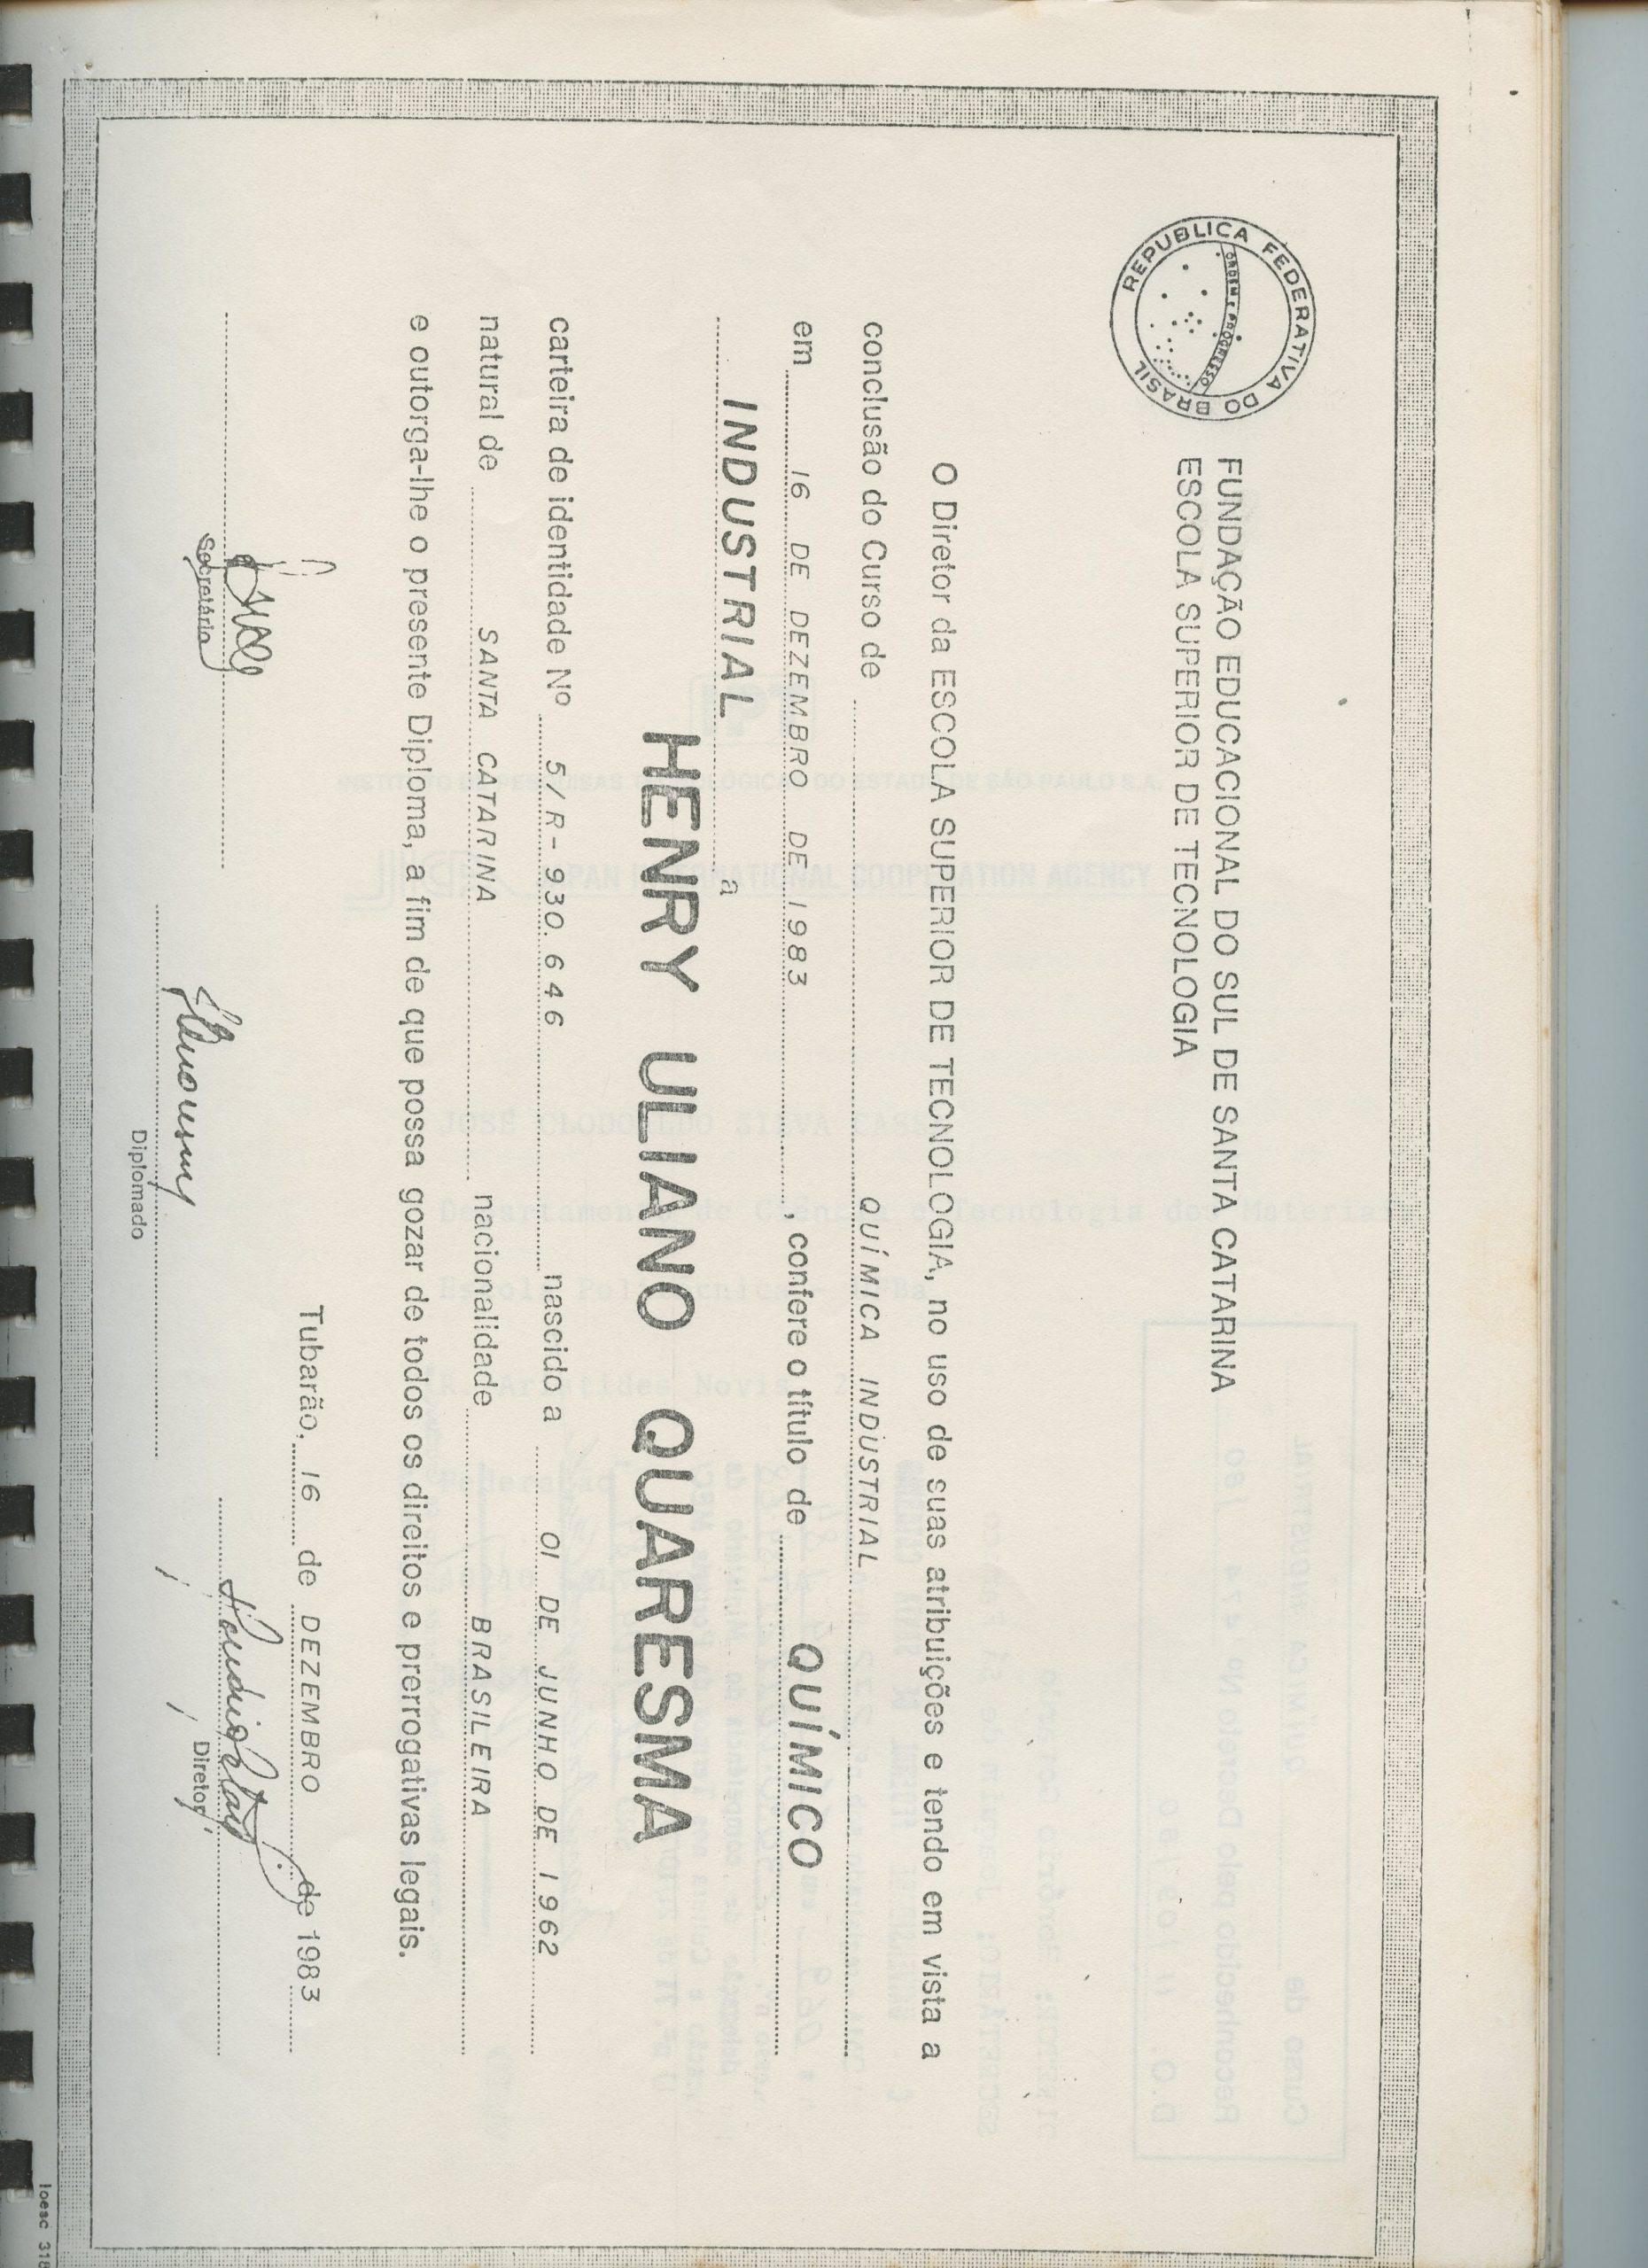 REPUBLICA FEDERATIVA DO BRASIL
ORDEM E PROGRESSO
FUNDAÇÃO EDUCACIONAL DO SUL DE SANTA CATARINA
ESCOLA SUPERIOR DE TECNOLOGIA
O Diretor da ESCOLA SUPERIOR DE TECNOLOGIA, no uso de suas atribuições e tendo em vista a
conclusão do Curso de QUÍMICA INDUSTRIAL
em 16 DE DEZEMBRO DE 1983, confere o título de QUÍMICO
INDUSTRIAL a
HENRY ULIANO QUARESMA
carteira de identidade Nº 5/R-930.646 nascido a 01 DE JUNHO DE 1962
natural de SANTA CATARINA nacionalidade BRASILEIRA
e outorga-lhe o presente Diploma, a fim de que possa gozar de todos os direitos e prerrogativas legais.
Tubarão, 16 de DEZEMBRO de 1983
Secretário
Diplomado
Diretor
Ioesc 318